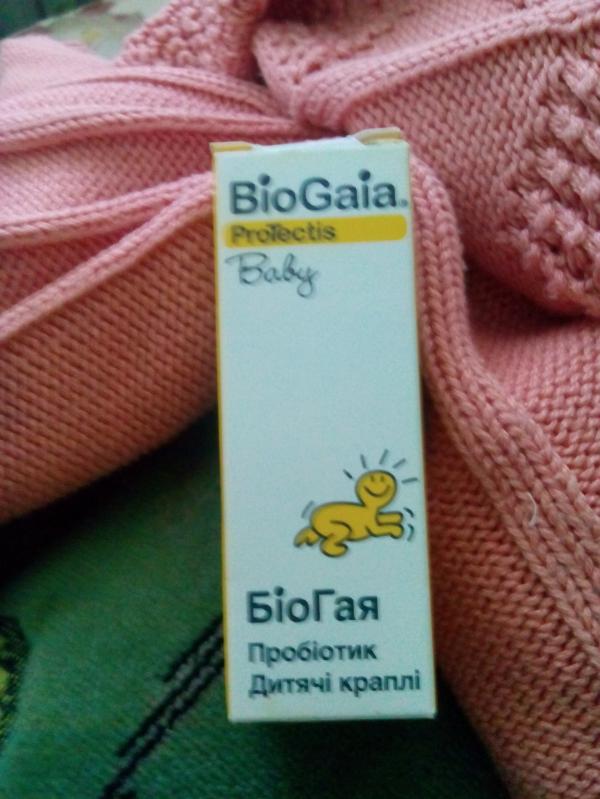 BioGaia®
ProTectis
Baby
БіоГая
Пробіотик
Дитячі краплі